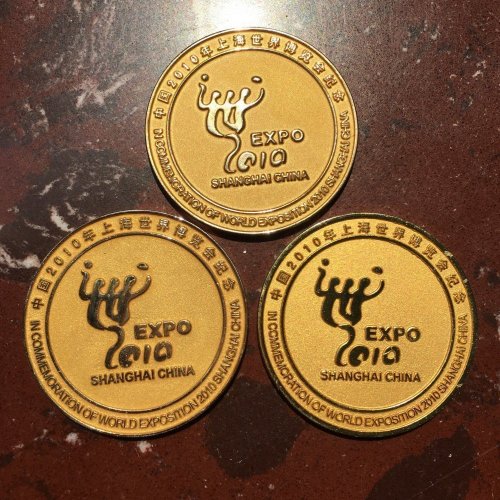 中国2010年上海世界博览会纪念
EXPO
2010
SHANGHAI CHINA
IN COMMEMORATION OF WORLD EXPOSITION 2010 SHANGHAI CHINA
中国2010年上海世界博览会纪念
EXPO
2010
SHANGHAI CHINA
IN COMMEMORATION OF WORLD EXPOSITION 2010 SHANGHAI CHINA
中国2010年上海世界博览会纪念
EXPO
2010
SHANGHAI CHINA
IN COMMEMORATION OF WORLD EXPOSITION 2010 SHANGHAI CHINA